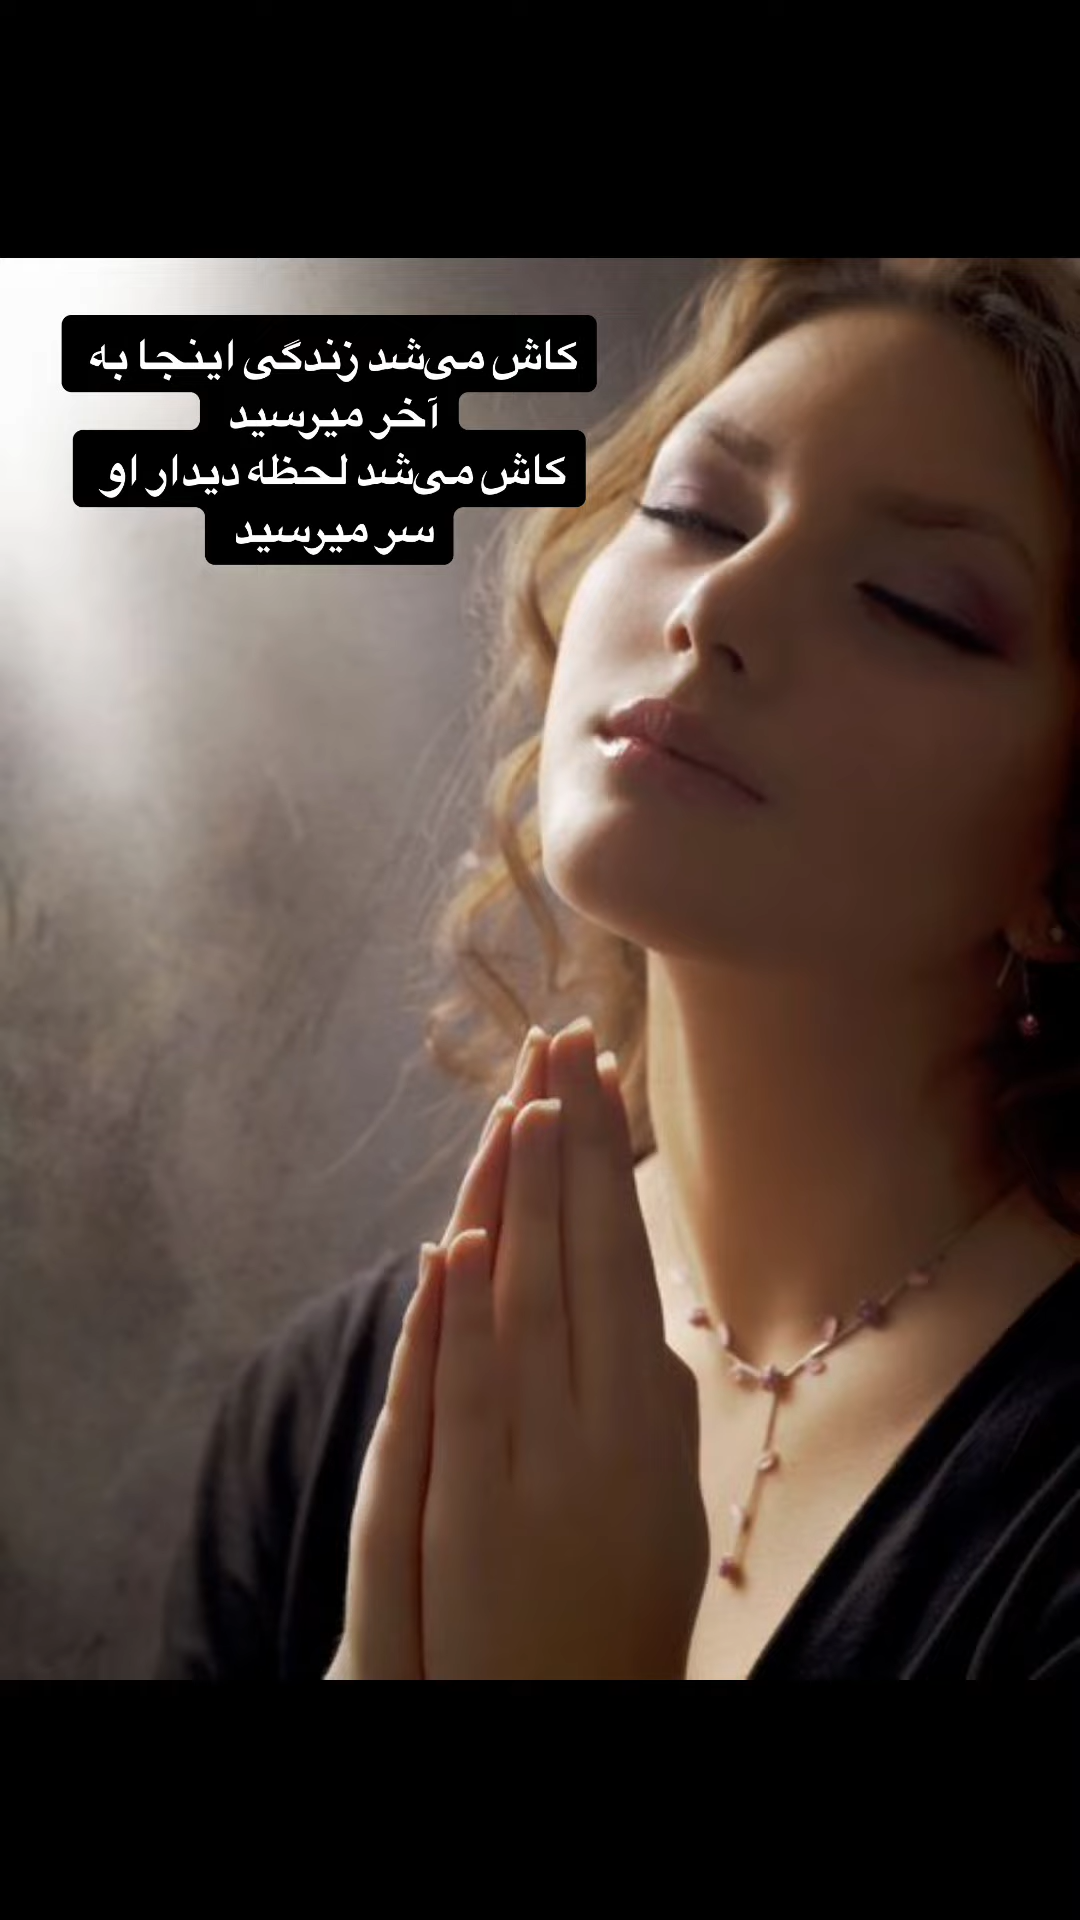 کاش می‌شد زندگی اینجا به
آخر میرسید
کاش می‌شد لحظه دیدار او
سر میرسید